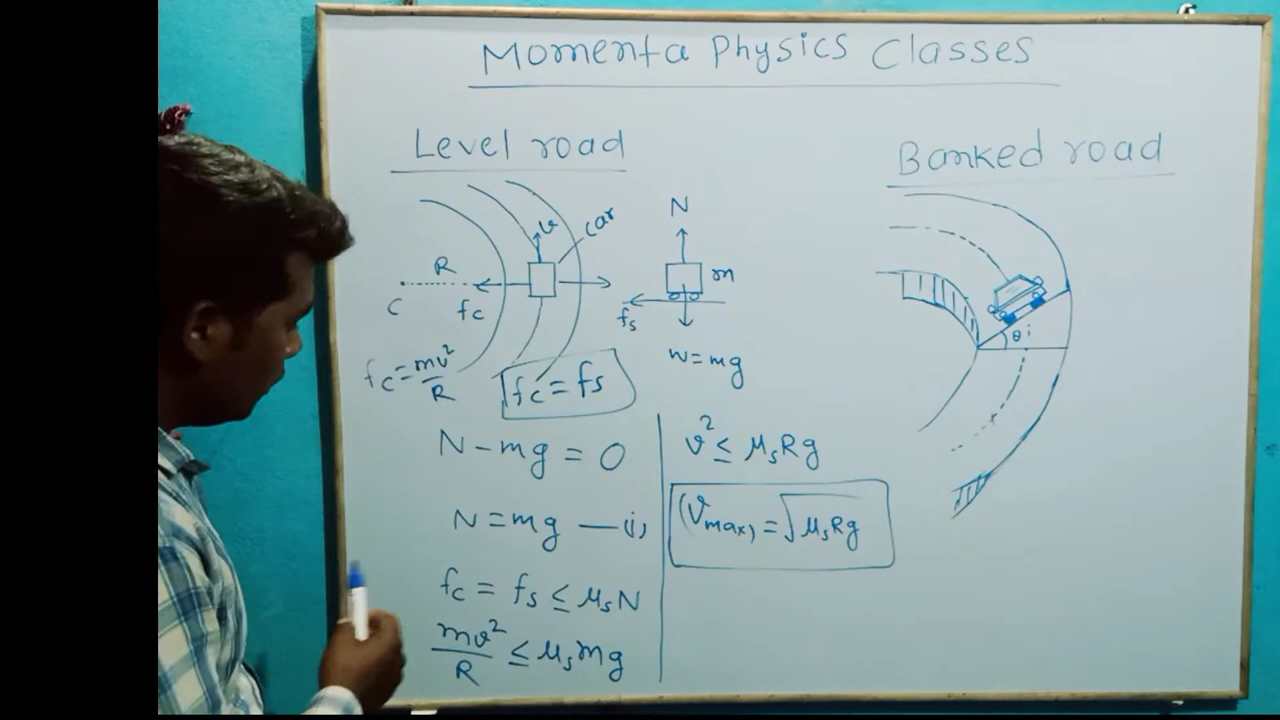 Momenta Physics Classes
Level road
R
C
fc
v
car
fc = mv²/R
fc = fs
N
m
fs
w = mg
N - mg = 0
N = mg — (i)
fc = fs ≤ μsN
mv²/R ≤ μsmg
v² ≤ μsRg
(Vmax) = √μsRg
Banked road
θ